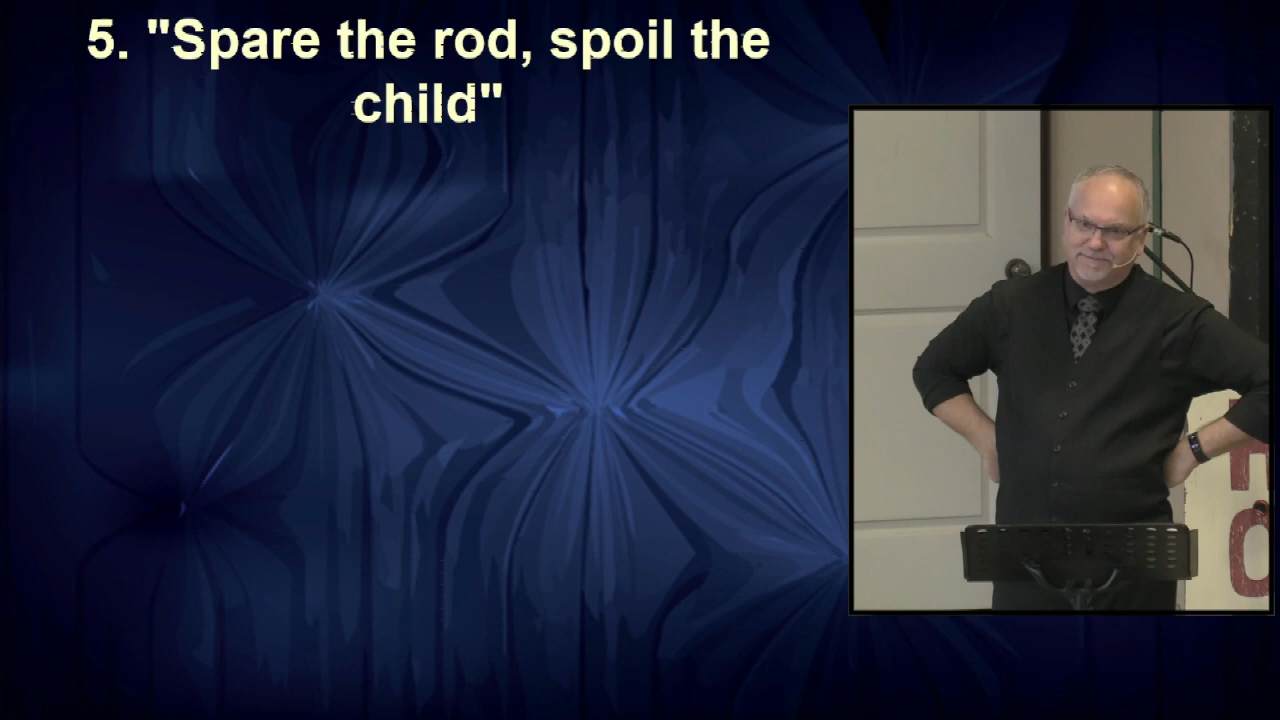 5. "Spare the rod, spoil the
child"